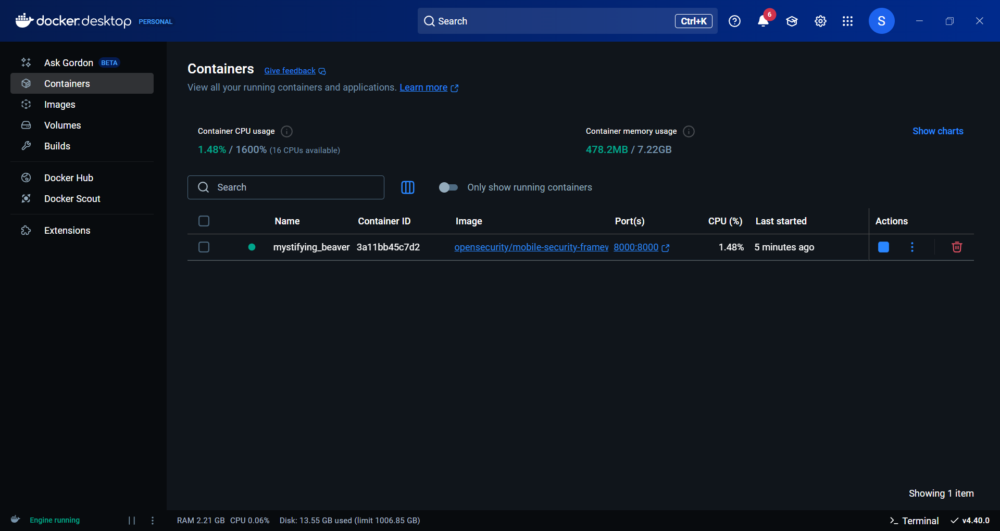 docker.desktop PERSONAL
Search Ctrl+K
6
S
Ask Gordon BETA
Containers
Images
Volumes
Builds
Docker Hub
Docker Scout
Extensions
Containers Give feedback
View all your running containers and applications. Learn more
Container CPU usage
1.48% / 1600% (16 CPUs available)
Container memory usage
478.2MB / 7.22GB
Show charts
Search
Only show running containers
Name Container ID Image Port(s) CPU (%) Last started Actions
mystifying_beaver 3a11bb45c7d2 opensecurity/mobile-security-framew 8000:8000 1.48% 5 minutes ago
Showing 1 item
Engine running
RAM 2.21 GB CPU 0.06% Disk: 13.55 GB used (limit 1006.85 GB)
>_ Terminal
v4.40.0